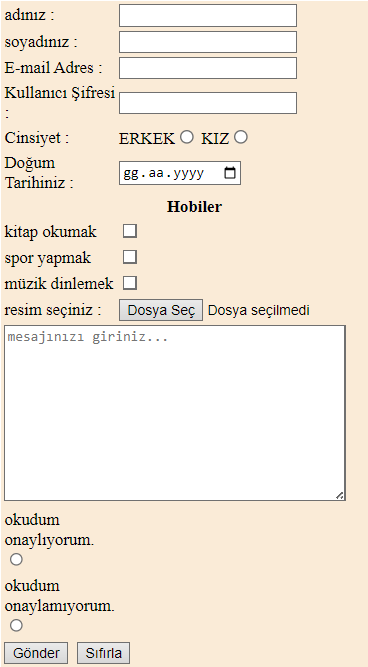 adınız :
soyadınız :
E-mail Adres :
Kullanıcı Şifresi
:
Cinsiyet : ERKEK KIZ
Doğum
Tarihiniz : gg.aa.yyyy
Hobiler
kitap okumak
spor yapmak
müzik dinlemek
resim seçiniz : Dosya Seç Dosya seçilmedi
mesajınızı giriniz...
okudum
onaylıyorum.
okudum
onaylamıyorum.
Gönder Sıfırla